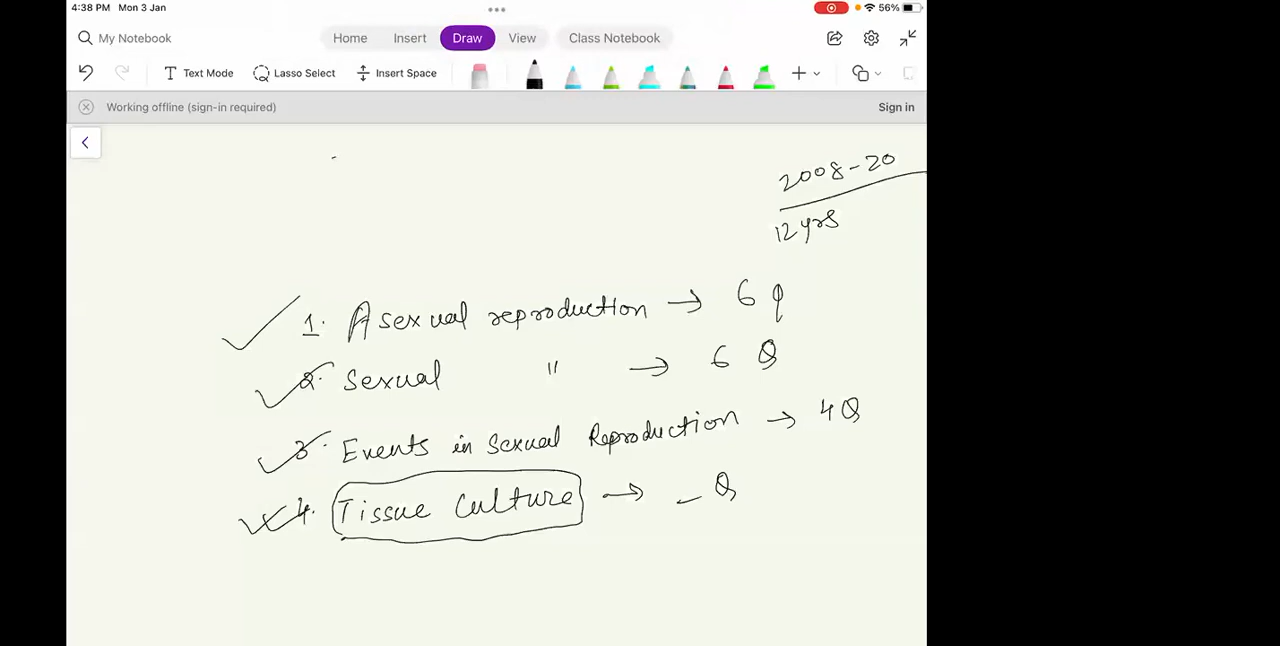 4:38 PM Mon 3 Jan
56%
My Notebook
Home Insert Draw View Class Notebook
Text Mode Lasso Select Insert Space
Working offline (sign-in required) Sign in
2008-20
12 yrs
1. Asexual reproduction → 6 q
2. Sexual " → 6 Q
3. Events in Sexual Reproduction → 4Q
4. Tissue Culture → – Q